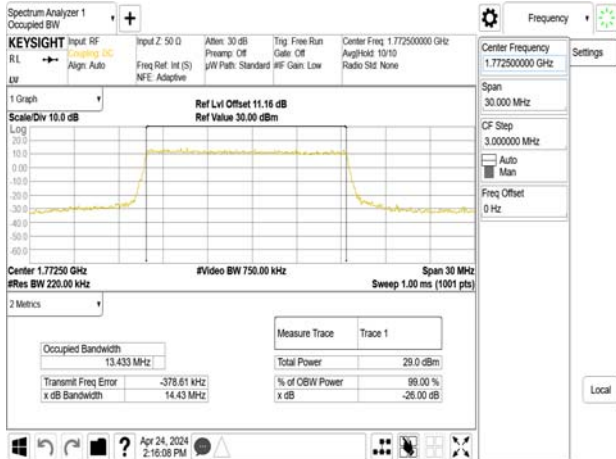 Spectrum Analyzer 1
Occupied BW
Frequency
KEYSIGHT
Input: RF
Coupling: DC
Align: Auto
RL
LXI
Input Z: 50 Ω
Freq Ref: Int (S)
NFE: Adaptive
Atten: 30 dB
Preamp: Off
µW Path: Standard
Trig: Free Run
Gate: Off
#IF Gain: Low
Center Freq: 1.772500000 GHz
Avg|Hold: 10/10
Radio Std: None
Center Frequency
1.772500000 GHz
Settings
Span
30.000 MHz
CF Step
3.000000 MHz
Auto
Man
Freq Offset
0 Hz
Local
1 Graph
Scale/Div 10.0 dB
Ref Lvl Offset 11.16 dB
Ref Value 30.00 dBm
Log
20.0
10.0
0.00
-10.0
-20.0
-30.0
-40.0
-50.0
-60.0
Center 1.77250 GHz
#Video BW 750.00 kHz
Span 30 MHz
#Res BW 220.00 kHz
Sweep 1.00 ms (1001 pts)
2 Metrics
Measure Trace
Trace 1
Occupied Bandwidth
13.433 MHz
Total Power
29.0 dBm
Transmit Freq Error
-378.61 kHz
% of OBW Power
99.00 %
x dB Bandwidth
14.43 MHz
x dB
-26.00 dB
Apr 24, 2024
2:16:08 PM